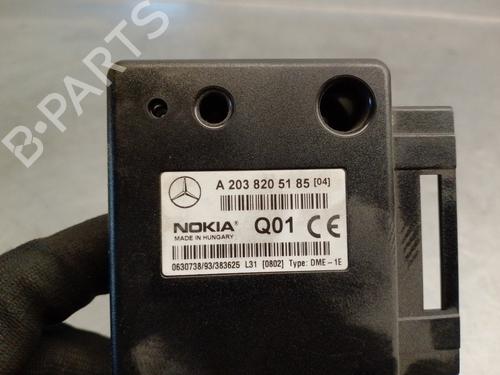 A 203 820 51 85 [04]
NOKIA® Q01 CE
MADE IN HUNGARY
0630738/93/383625 L31 [0802] Type: DME-1E
B-PARTS